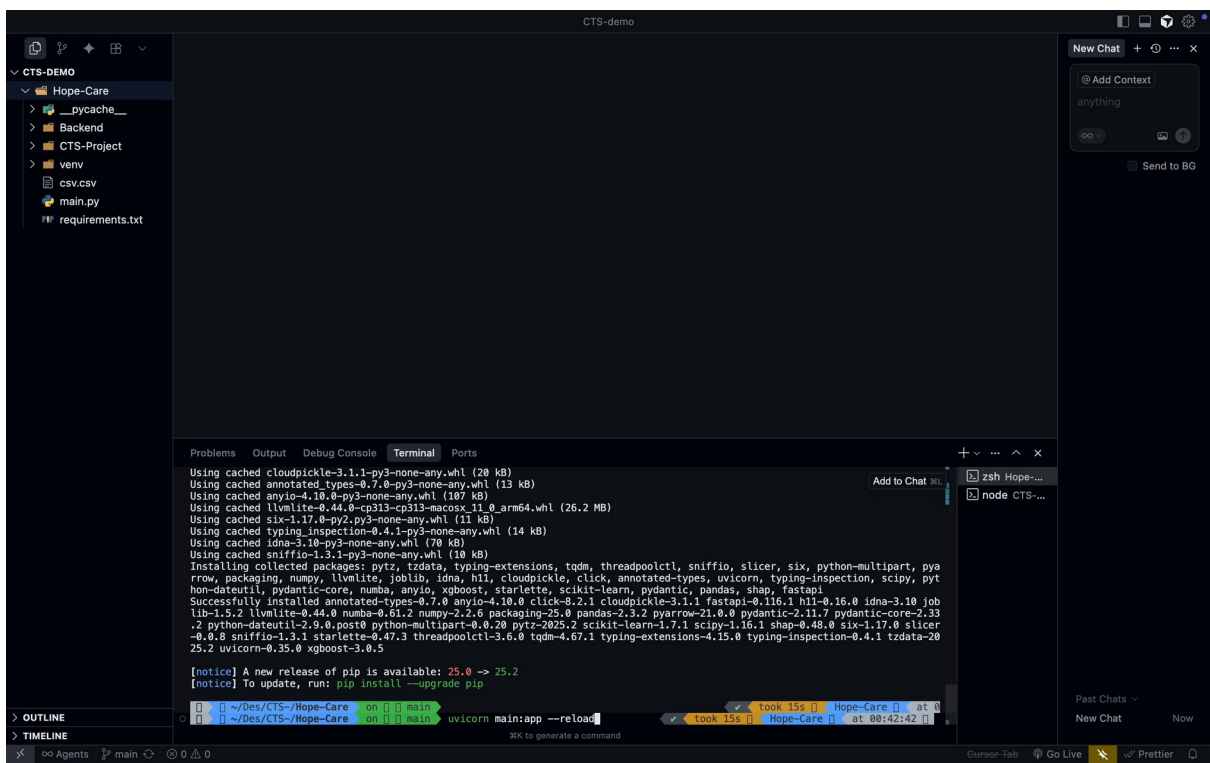 CTS-demo
CTS-DEMO
Hope-Care
__pycache__
Backend
CTS-Project
venv
csv.csv
main.py
requirements.txt
OUTLINE
TIMELINE
New Chat
@ Add Context
anything
Send to BG
Problems Output Debug Console Terminal Ports
Using cached cloudpickle-3.1.1-py3-none-any.whl (20 kB)
Using cached annotated_types-0.7.0-py3-none-any.whl (13 kB)
Using cached anyio-4.10.0-py3-none-any.whl (107 kB)
Using cached llvmlite-0.44.0-cp313-cp313-macosx_11_0_arm64.whl (26.2 MB)
Using cached six-1.17.0-py2.py3-none-any.whl (11 kB)
Using cached typing_inspection-0.4.1-py3-none-any.whl (14 kB)
Using cached idna-3.10-py3-none-any.whl (70 kB)
Using cached sniffio-1.3.1-py3-none-any.whl (10 kB)
Installing collected packages: pytz, tzdata, typing-extensions, tqdm, threadpoolctl, sniffio, slicer, six, python-multipart, pya
rrow, packaging, numpy, llvmlite, joblib, idna, h11, cloudpickle, click, annotated-types, uvicorn, typing-inspection, scipy, pyt
hon-dateutil, pydantic-core, numba, anyio, xgboost, starlette, scikit-learn, pydantic, pandas, shap, fastapi
Successfully installed annotated-types-0.7.0 anyio-4.10.0 click-8.2.1 cloudpickle-3.1.1 fastapi-0.116.1 h11-0.16.0 idna-3.10 job
lib-1.5.2 llvmlite-0.44.0 numba-0.61.2 numpy-2.2.6 packaging-25.0 pandas-2.3.2 pyarrow-21.0.0 pydantic-2.11.7 pydantic-core-2.33
.2 python-dateutil-2.9.0.post0 python-multipart-0.0.20 pytz-2025.2 scikit-learn-1.7.1 scipy-1.16.1 shap-0.48.0 six-1.17.0 slicer
-0.0.8 sniffio-1.3.1 starlette-0.47.3 threadpoolctl-3.6.0 tqdm-4.67.1 typing-extensions-4.15.0 typing-inspection-0.4.1 tzdata-20
25.2 uvicorn-0.35.0 xgboost-3.0.5
[notice] A new release of pip is available: 25.0 -> 25.2
[notice] To update, run: pip install --upgrade pip
~/Des/CTS-/Hope-Care on main ✓ took 15s Hope-Care at 0
~/Des/CTS-/Hope-Care on main uvicorn main:app --reload ✓ took 15s Hope-Care at 00:42:42
⌘K to generate a command
Add to Chat ⌘L
zsh Hope-...
node CTS-...
Past Chats
New Chat Now
Agents main 0 0
Cursor Tab Go Live Prettier